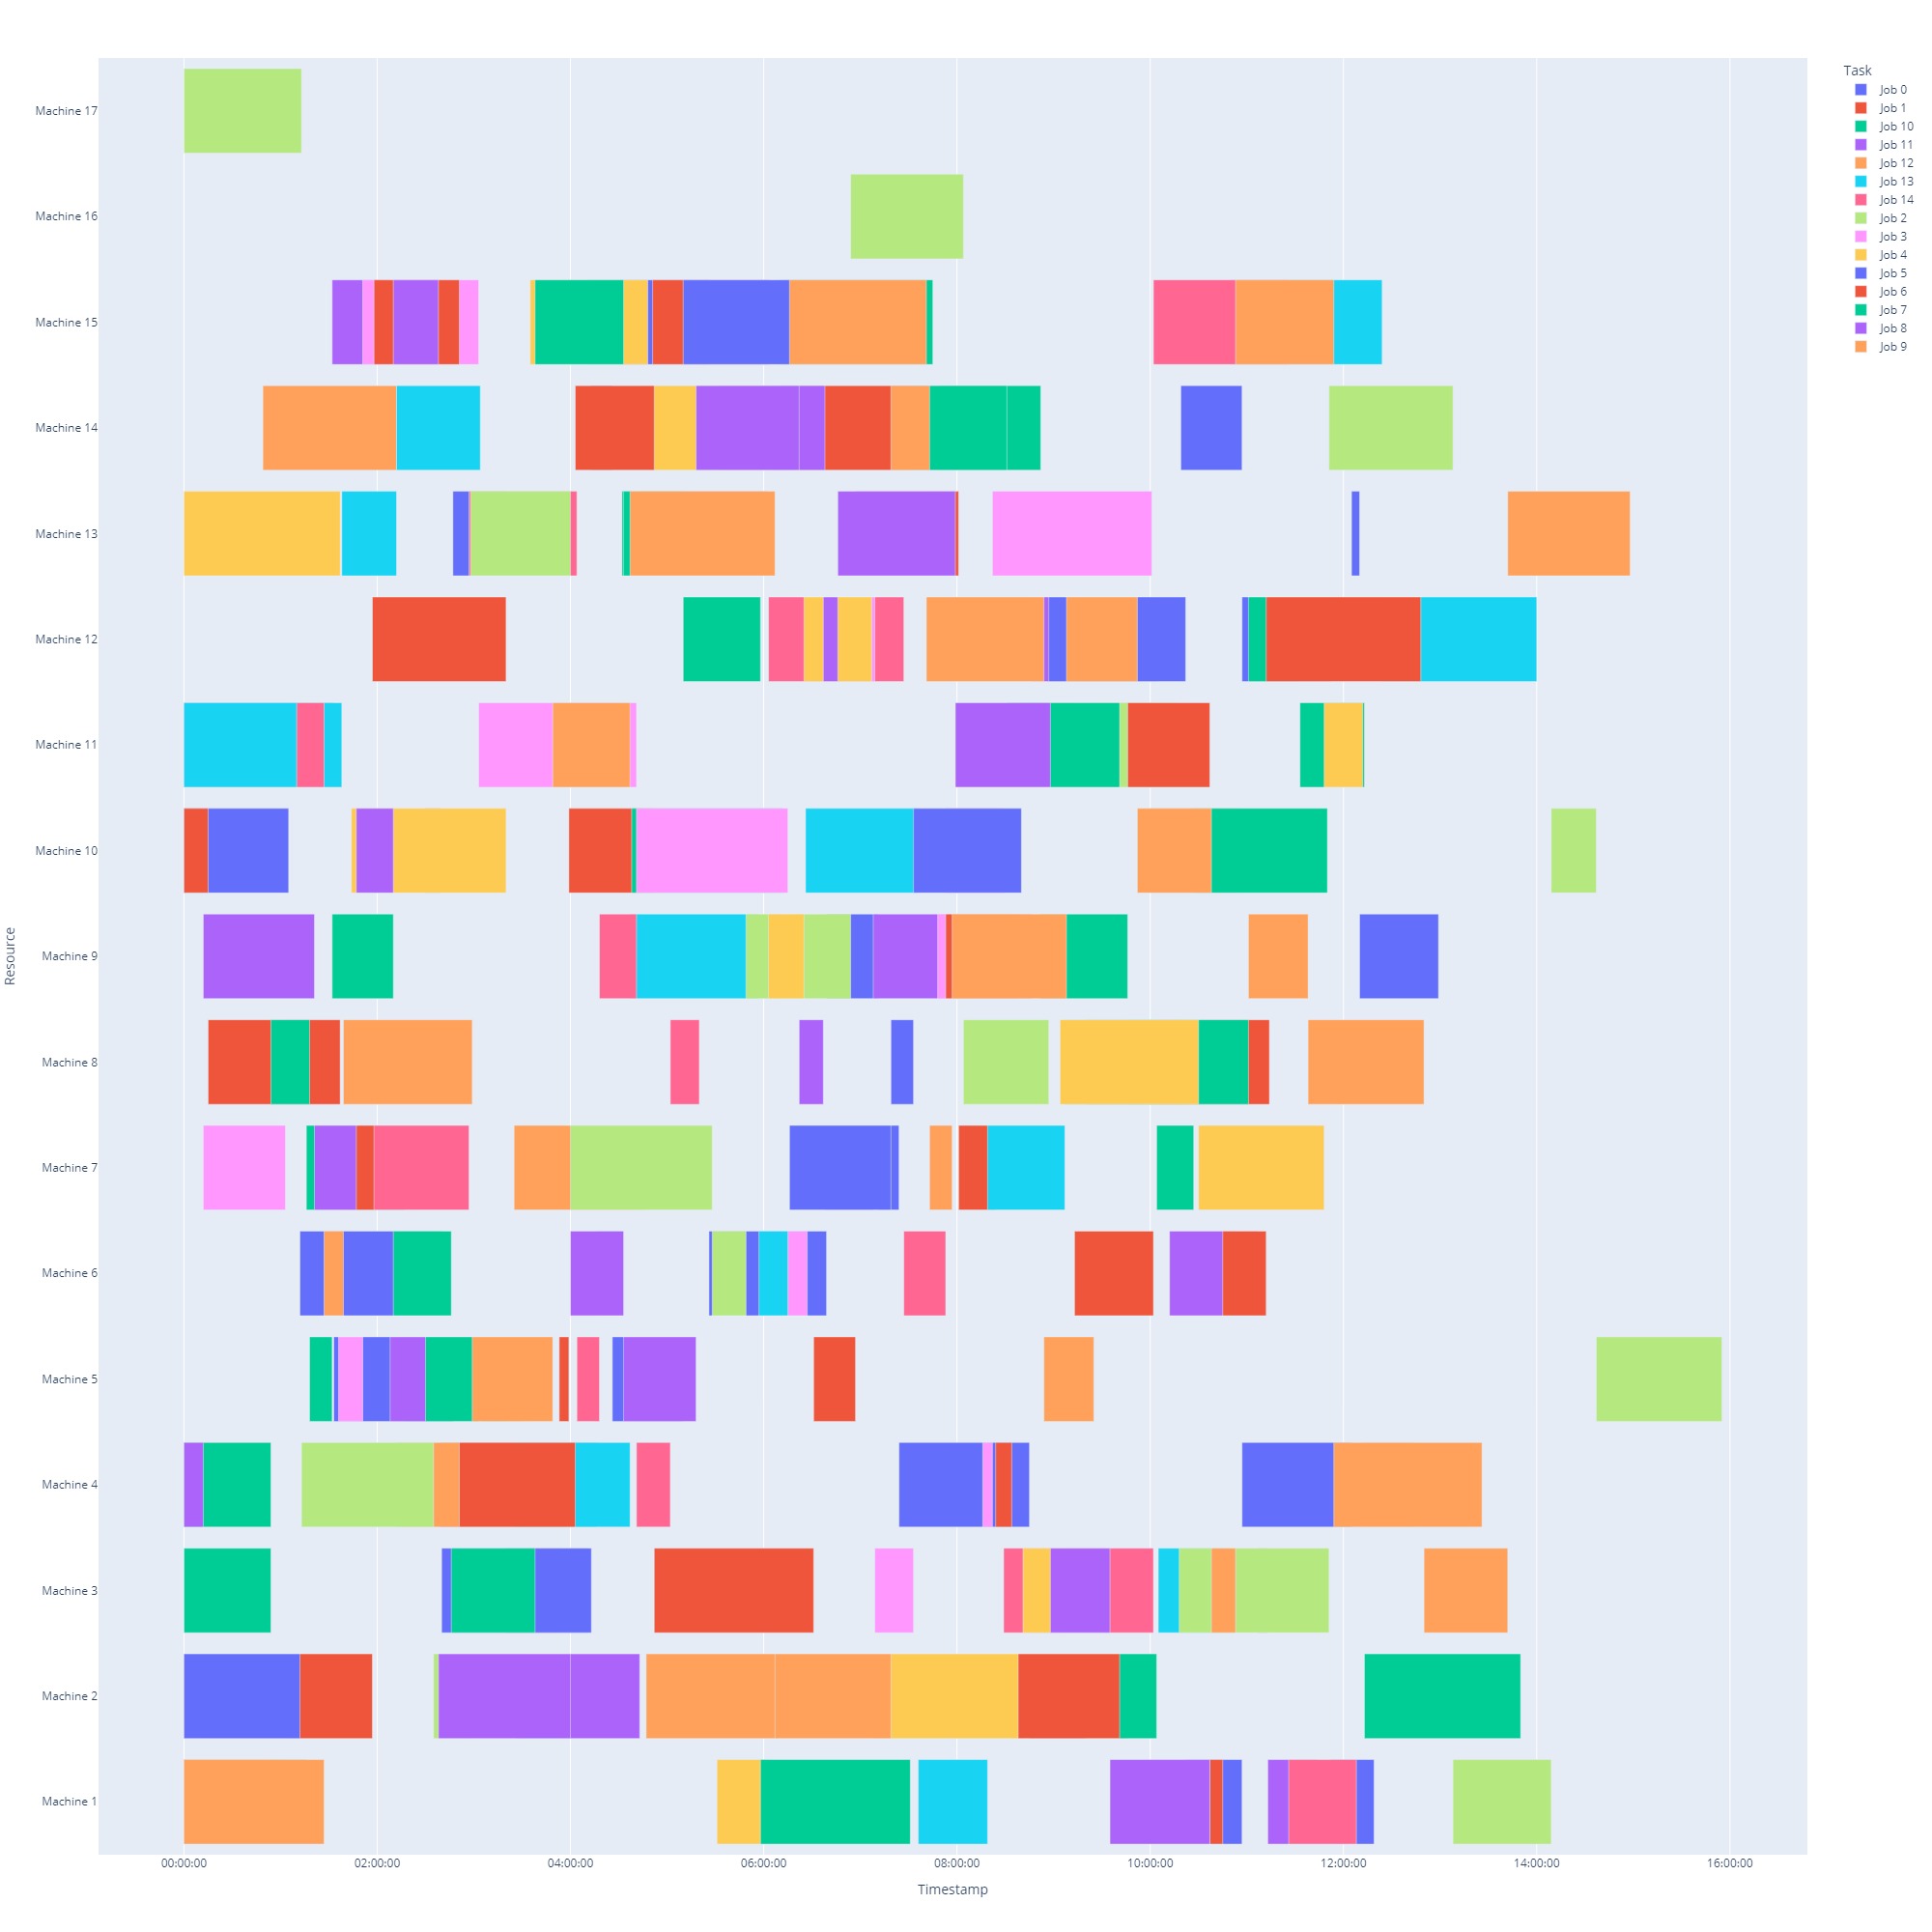 Task
Job 0
Job 1
Job 10
Job 11
Job 12
Job 13
Job 14
Job 2
Job 3
Job 4
Job 5
Job 6
Job 7
Job 8
Job 9
Machine 17
Machine 16
Machine 15
Machine 14
Machine 13
Machine 12
Machine 11
Machine 10
Machine 9
Machine 8
Machine 7
Machine 6
Machine 5
Machine 4
Machine 3
Machine 2
Machine 1
Resource
00:00:00 02:00:00 04:00:00 06:00:00 08:00:00 10:00:00 12:00:00 14:00:00 16:00:00
Timestamp